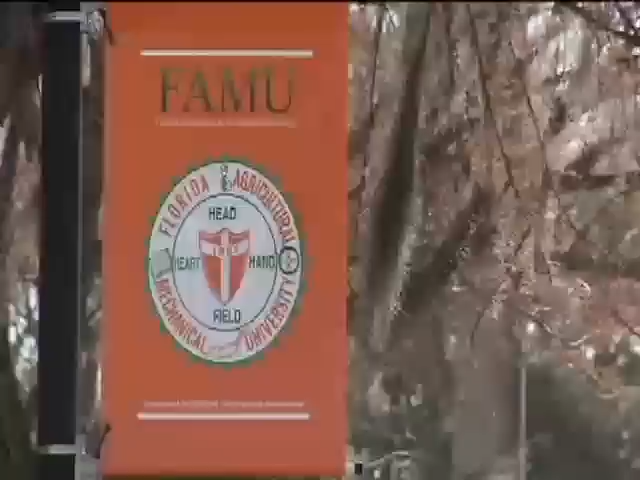 FAMU
FLORIDA AGRICULTURAL
HEAD
HEART HAND
FIELD
MECHANICAL UNIVERSITY